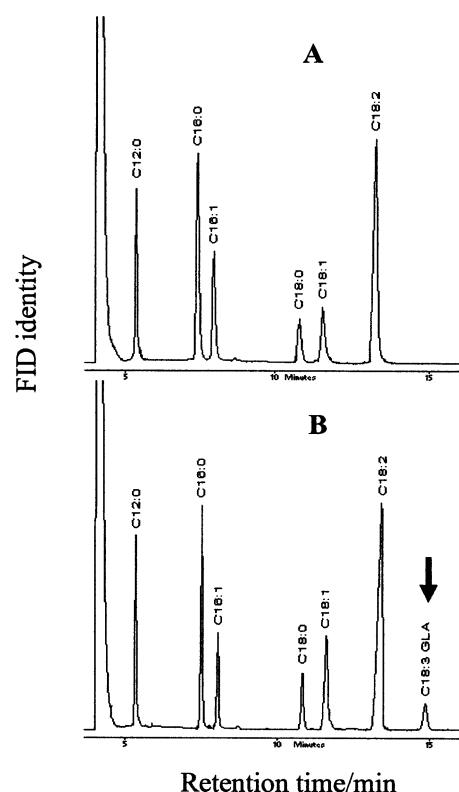 A
C12:0
C16:0
C16:1
C18:0
C18:1
C18:2
5
10 Minutes
15
FID identity
B
C12:0
C16:0
C16:1
C18:0
C18:1
C18:2
C18:3 GLA
5
10 Minutes
15
Retention time/min